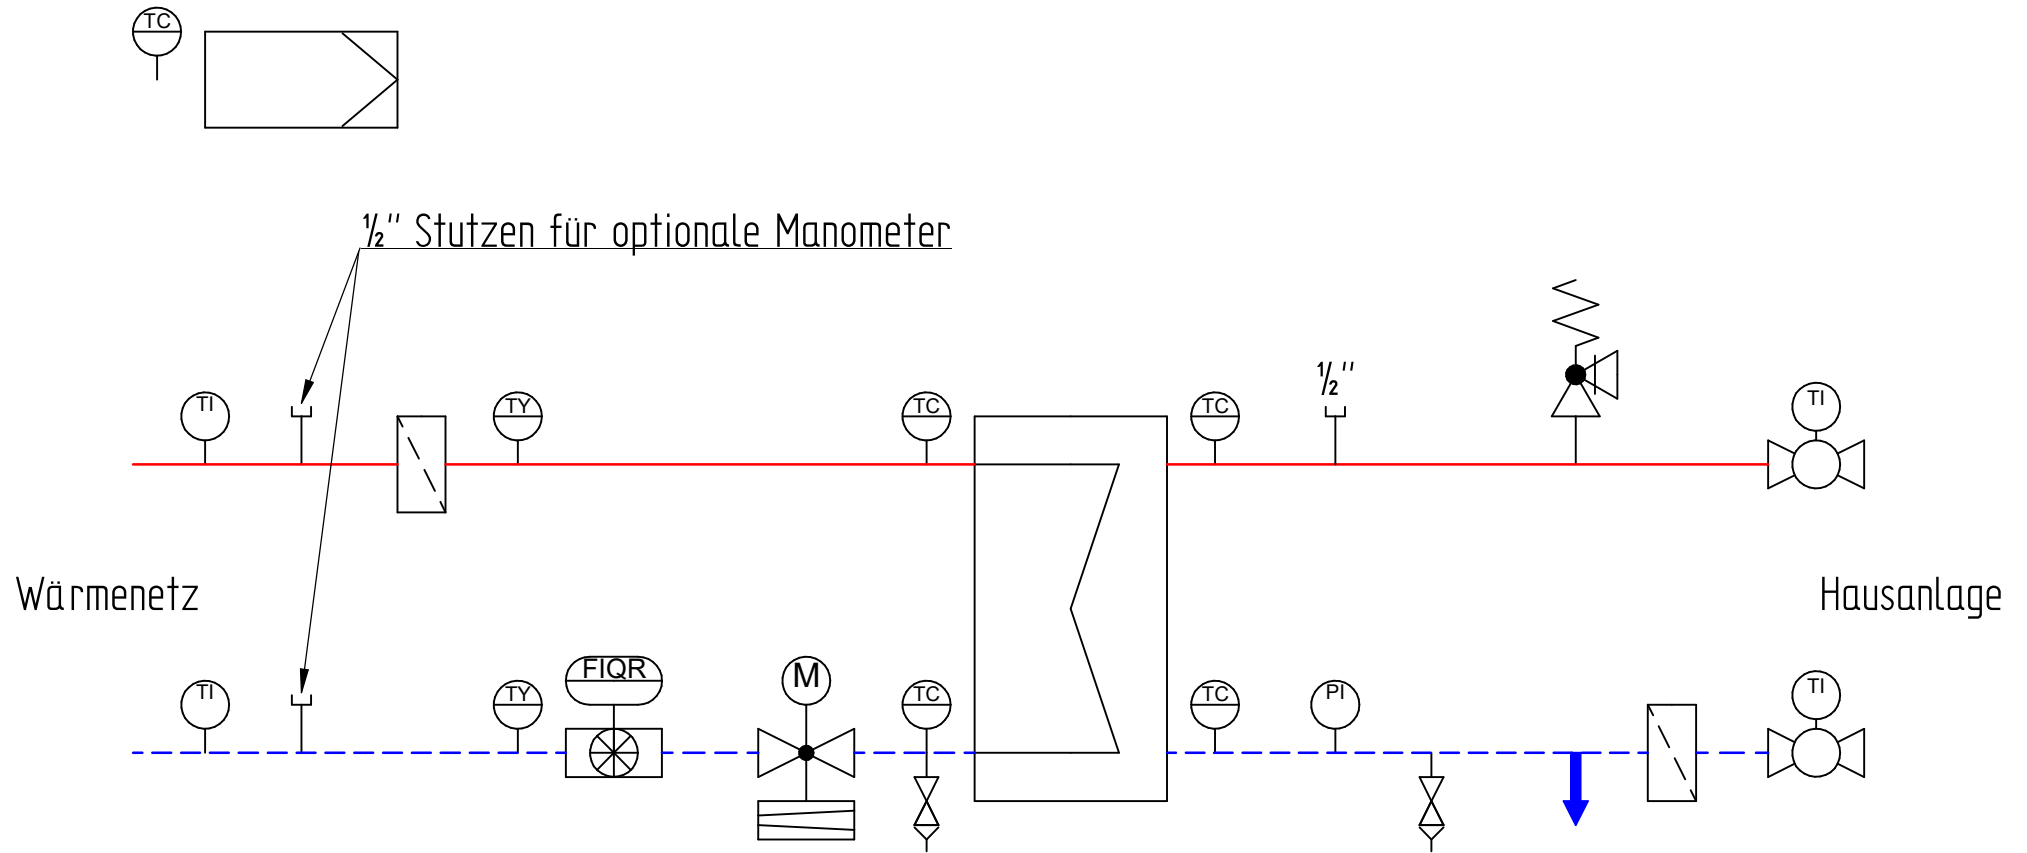 TC
½" Stutzen für optionale Manometer
½"
TI
TY
TC
TC
TI
Wärmenetz
Hausanlage
TI
TY
FIQR
M
TC
TC
PI
TI